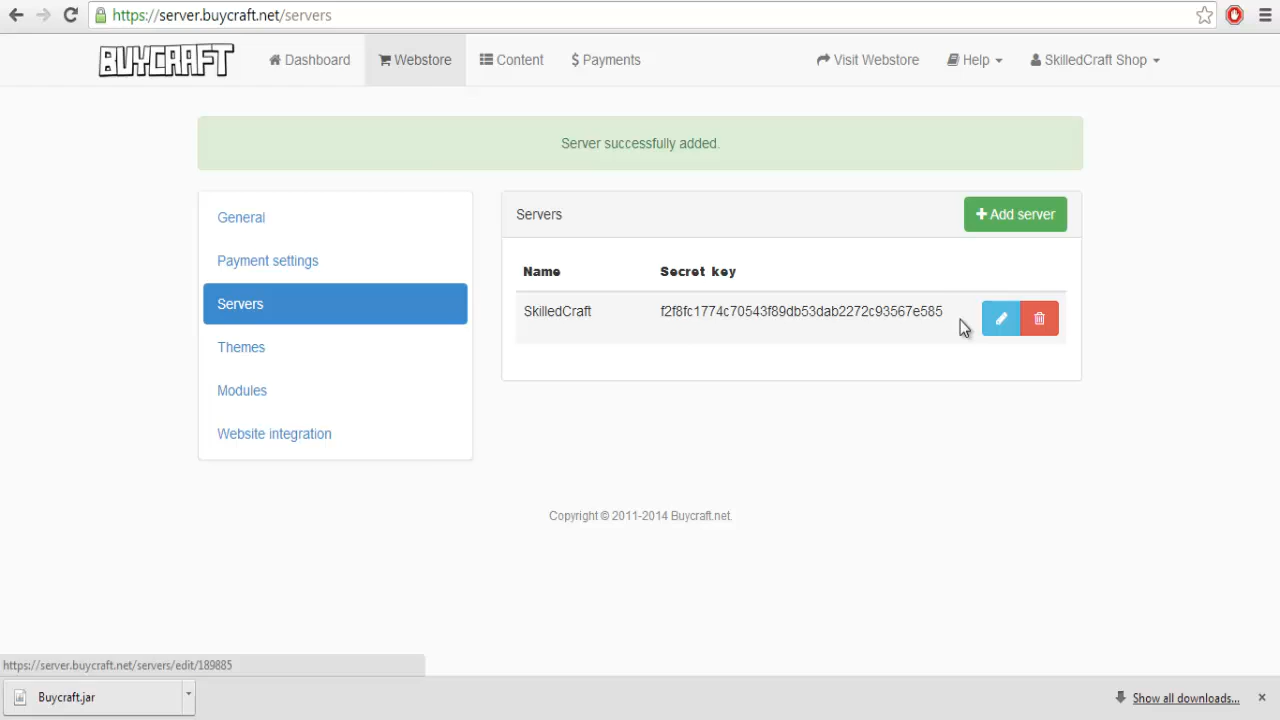 https://server.buycraft.net/servers
BUYCRAFT Dashboard Webstore Content $ Payments Visit Webstore Help SkilledCraft Shop
Server successfully added.
General
Payment settings
Servers
Themes
Modules
Website integration
Servers + Add server
Name Secret key
SkilledCraft f2f8fc1774c70543f89db53dab2272c93567e585
Copyright © 2011-2014 Buycraft.net.
https://server.buycraft.net/servers/edit/189885
Buycraft.jar Show all downloads...